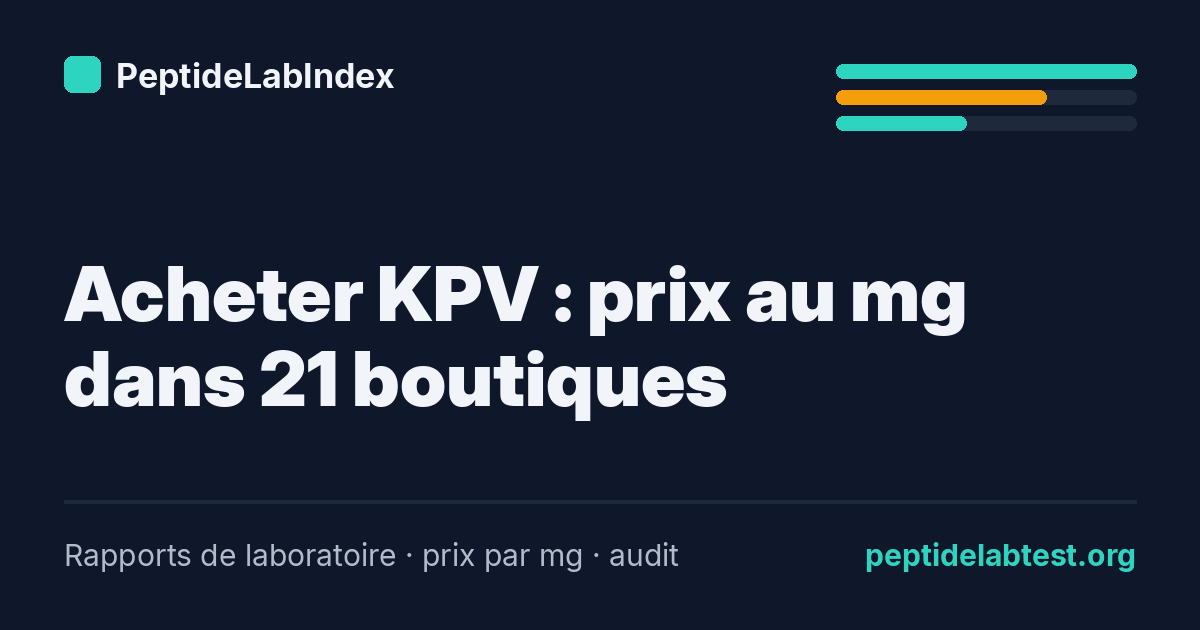 PeptideLabIndex
Acheter KPV : prix au mg
dans 21 boutiques
Rapports de laboratoire · prix par mg · audit
peptidelabtest.org